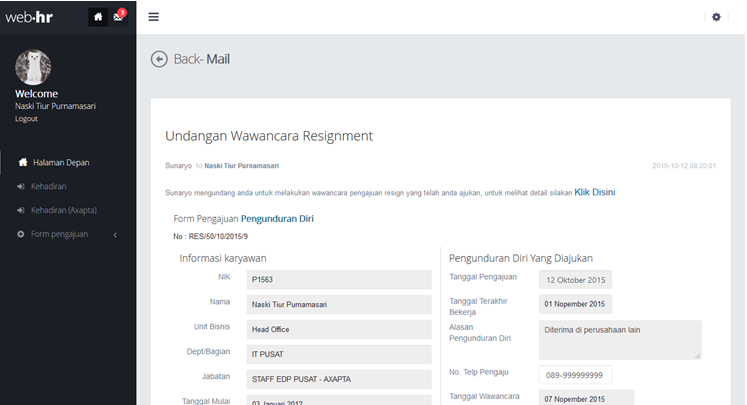 web.hr
3
Welcome
Naski Tiur Purnamasari
Logout
Halaman Depan
Kehadiran
Kehadiran (Axapta)
Form pengajuan
Back- Mail
Undangan Wawancara Resignment
Sunaryo to Naski Tiur Purnamasari
2015-10-12 08:20:01
Sunaryo mengundang anda untuk melakukan wawancara pengajuan resign yang telah anda ajukan, untuk melihat detail silakan Klik Disini
Form Pengajuan Pengunduran Diri
No : RES/50/10/2015/9
Informasi karyawan
NIK P1563
Nama Naski Tiur Purnamasari
Unit Bisnis Head Office
Dept/Bagian IT PUSAT
Jabatan STAFF EDP PUSAT - AXAPTA
Tanggal Mulai 03 Januari 2012
Pengunduran Diri Yang Diajukan
Tanggal Pengajuan 12 Oktober 2015
Tanggal Terakhir 01 Nopember 2015
Bekerja
Alasan Diterima di perusahaan lain
Pengunduran Diri
No. Telp Pengaju 089-999999999
Tanggal Wawancara 07 Nopember 2015